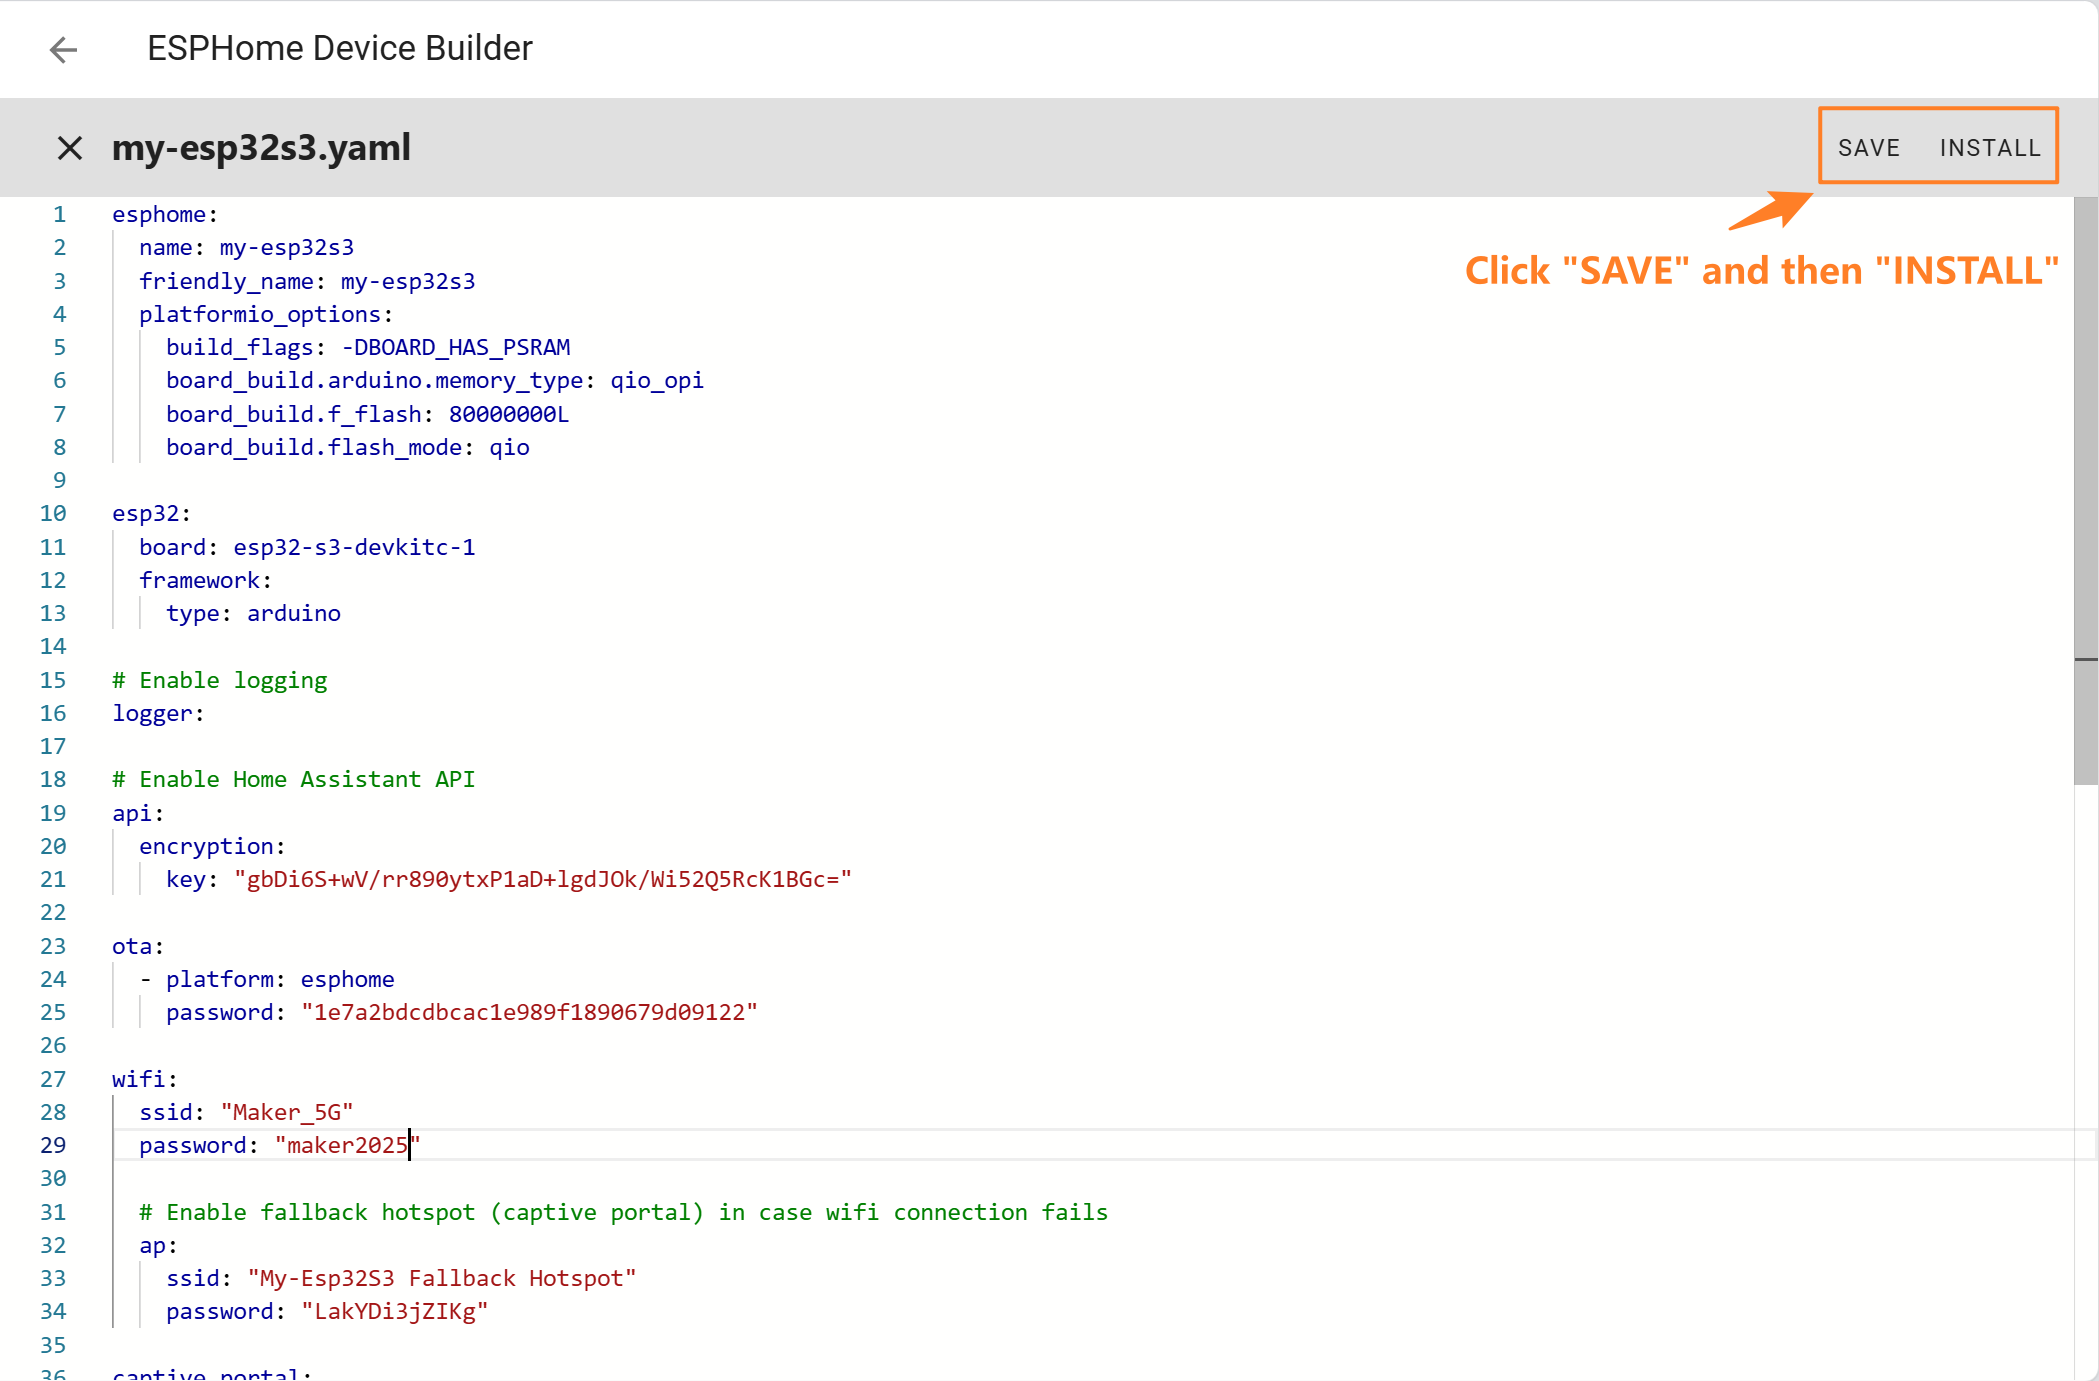 ESPHome Device Builder
my-esp32s3.yaml
SAVE INSTALL
Click "SAVE" and then "INSTALL"
1 esphome:
2 name: my-esp32s3
3 friendly_name: my-esp32s3
4 platformio_options:
5 build_flags: -DBOARD_HAS_PSRAM
6 board_build.arduino.memory_type: qio_opi
7 board_build.f_flash: 80000000L
8 board_build.flash_mode: qio
9
10 esp32:
11 board: esp32-s3-devkitc-1
12 framework:
13 type: arduino
14
15 # Enable logging
16 logger:
17
18 # Enable Home Assistant API
19 api:
20 encryption:
21 key: "gbDi6S+wV/rr890ytxP1aD+lgdJOk/Wi52Q5RcK1BGc="
22
23 ota:
24 - platform: esphome
25 password: "1e7a2bdcdbcac1e989f1890679d09122"
26
27 wifi:
28 ssid: "Maker_5G"
29 password: "maker2025"
30
31 # Enable fallback hotspot (captive portal) in case wifi connection fails
32 ap:
33 ssid: "My-Esp32S3 Fallback Hotspot"
34 password: "LakYDi3jZIKg"
35
36 captive_portal: